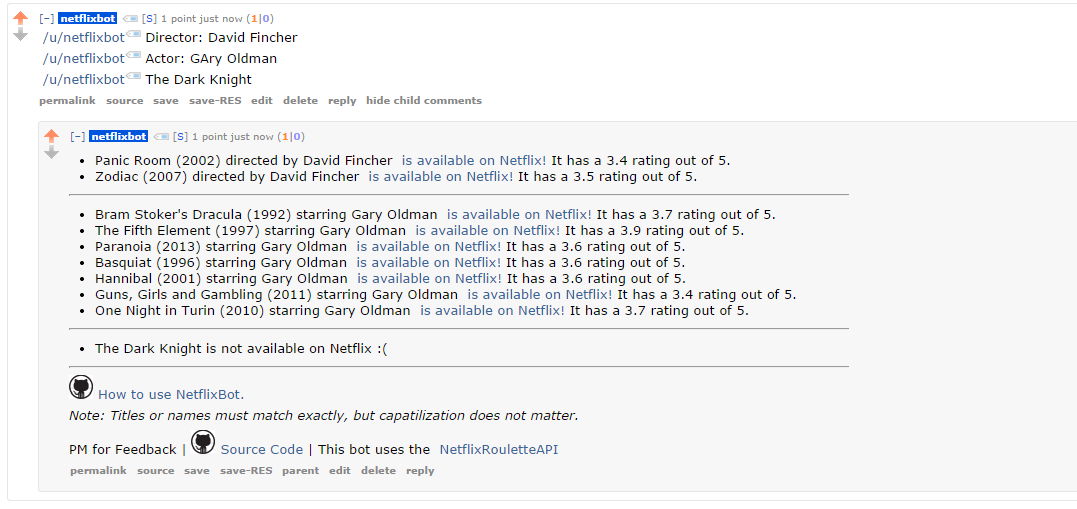 [–] netflixbot [S] 1 point just now (1|0)
/u/netflixbot Director: David Fincher
/u/netflixbot Actor: GAry Oldman
/u/netflixbot The Dark Knight
permalink source save save-RES edit delete reply hide child comments
[–] netflixbot [S] 1 point just now (1|0)
• Panic Room (2002) directed by David Fincher is available on Netflix! It has a 3.4 rating out of 5.
• Zodiac (2007) directed by David Fincher is available on Netflix! It has a 3.5 rating out of 5.
• Bram Stoker's Dracula (1992) starring Gary Oldman is available on Netflix! It has a 3.7 rating out of 5.
• The Fifth Element (1997) starring Gary Oldman is available on Netflix! It has a 3.9 rating out of 5.
• Paranoia (2013) starring Gary Oldman is available on Netflix! It has a 3.6 rating out of 5.
• Basquiat (1996) starring Gary Oldman is available on Netflix! It has a 3.6 rating out of 5.
• Hannibal (2001) starring Gary Oldman is available on Netflix! It has a 3.6 rating out of 5.
• Guns, Girls and Gambling (2011) starring Gary Oldman is available on Netflix! It has a 3.4 rating out of 5.
• One Night in Turin (2010) starring Gary Oldman is available on Netflix! It has a 3.7 rating out of 5.
• The Dark Knight is not available on Netflix :(
How to use NetflixBot.
Note: Titles or names must match exactly, but capatilization does not matter.
PM for Feedback | Source Code | This bot uses the NetflixRouletteAPI
permalink source save save-RES parent edit delete reply